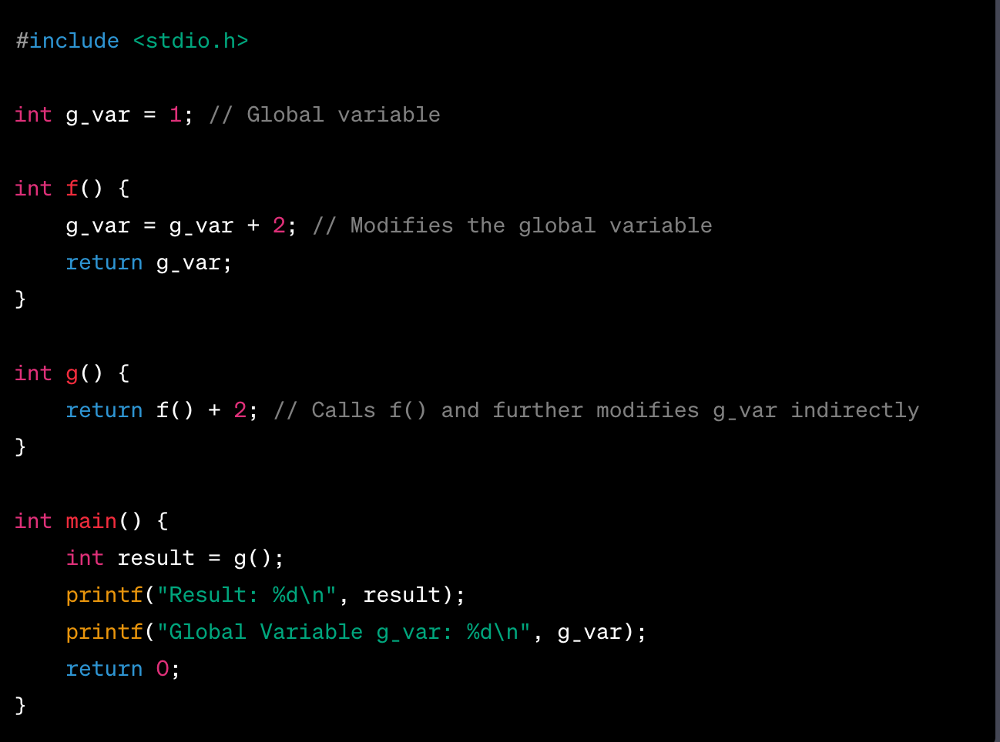 #include <stdio.h>
int g_var = 1; // Global variable
int f() {
    g_var = g_var + 2; // Modifies the global variable
    return g_var;
}
int g() {
    return f() + 2; // Calls f() and further modifies g_var indirectly
}
int main() {
    int result = g();
    printf("Result: %d\n", result);
    printf("Global Variable g_var: %d\n", g_var);
    return 0;
}